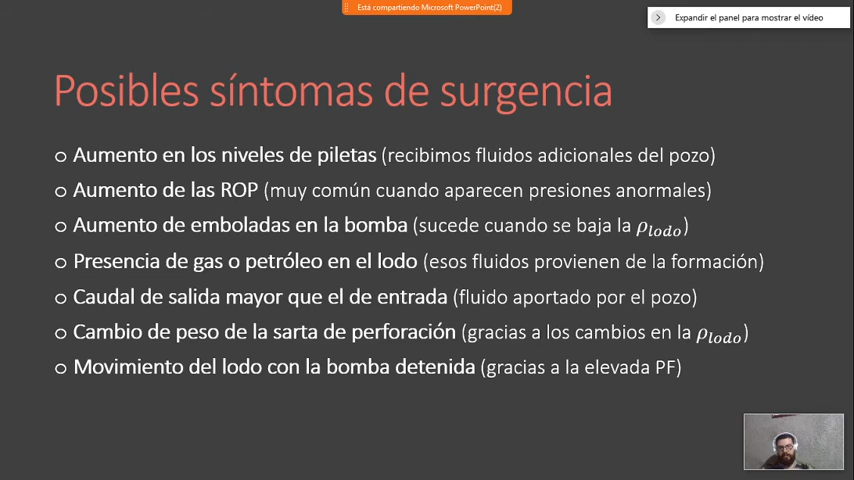 Está compartiendo Microsoft PowerPoint(2)
Expandir el panel para mostrar el vídeo
Posibles síntomas de surgencia
o Aumento en los niveles de piletas (recibimos fluidos adicionales del pozo)
o Aumento de las ROP (muy común cuando aparecen presiones anormales)
o Aumento de emboladas en la bomba (sucede cuando se baja la ρlodo)
o Presencia de gas o petróleo en el lodo (esos fluidos provienen de la formación)
o Caudal de salida mayor que el de entrada (fluido aportado por el pozo)
o Cambio de peso de la sarta de perforación (gracias a los cambios en la ρlodo)
o Movimiento del lodo con la bomba detenida (gracias a la elevada PF)